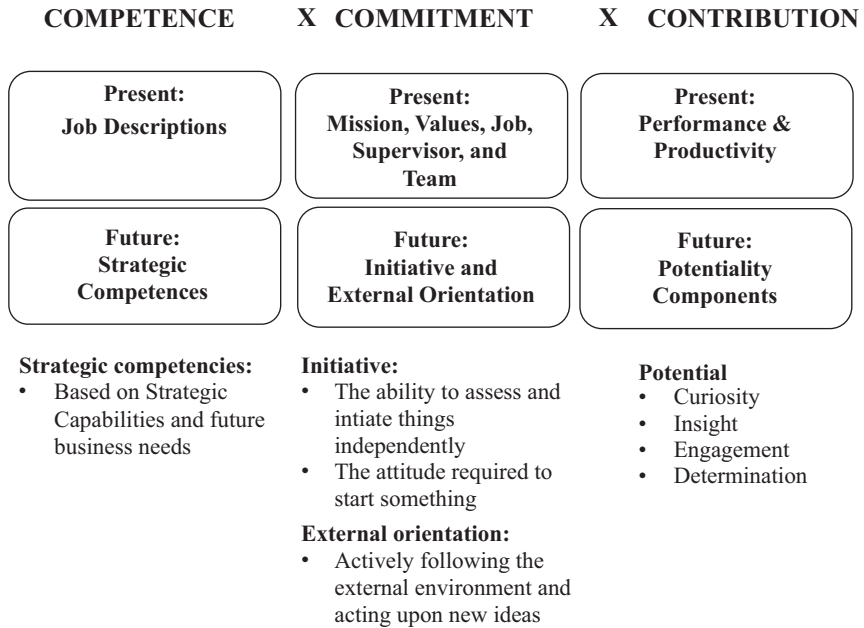 COMPETENCE X COMMITMENT X CONTRIBUTION
Present:
Job Descriptions
Present:
Mission, Values, Job,
Supervisor, and
Team
Present:
Performance &
Productivity
Future:
Strategic
Competences
Future:
Initiative and
External Orientation
Future:
Potentiality
Components
Strategic competencies:
• Based on Strategic
Capabilities and future
business needs
Initiative:
• The ability to assess and
intiate things
independently
• The attitude required to
start something
External orientation:
• Actively following the
external environment and
acting upon new ideas
Potential
• Curiosity
• Insight
• Engagement
• Determination